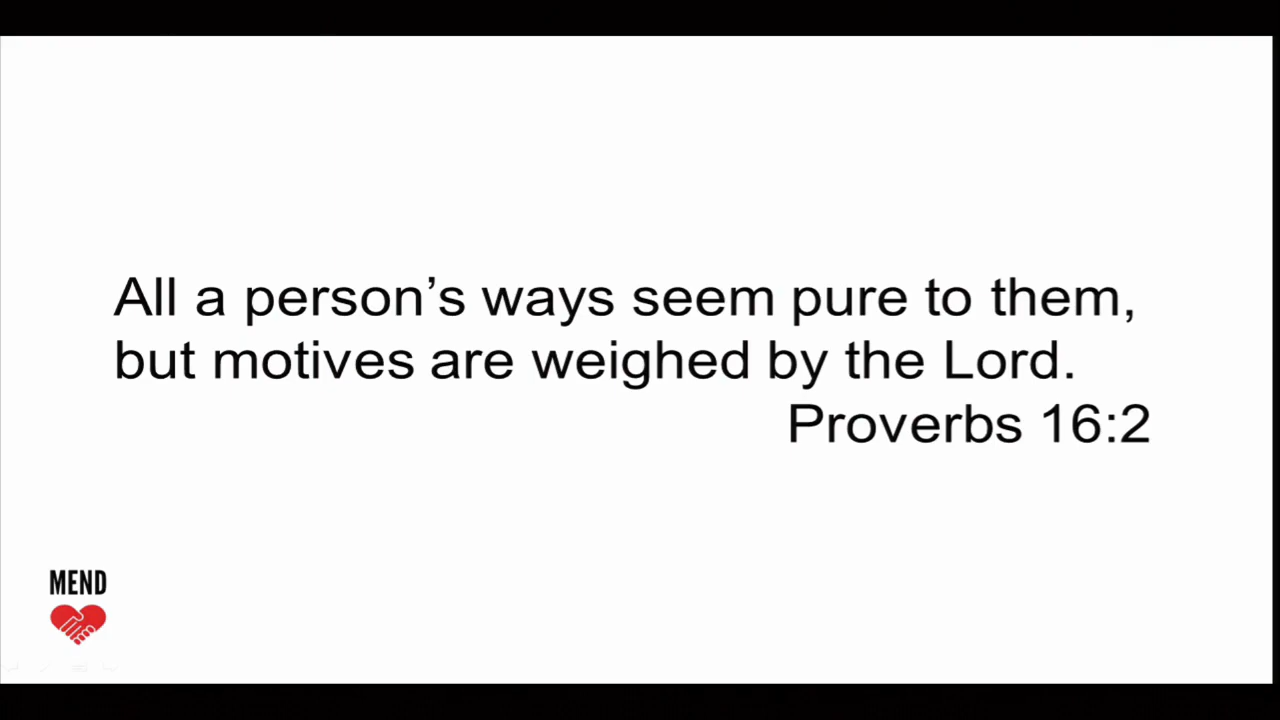 All a person’s ways seem pure to them,
but motives are weighed by the Lord.
Proverbs 16:2
MEND